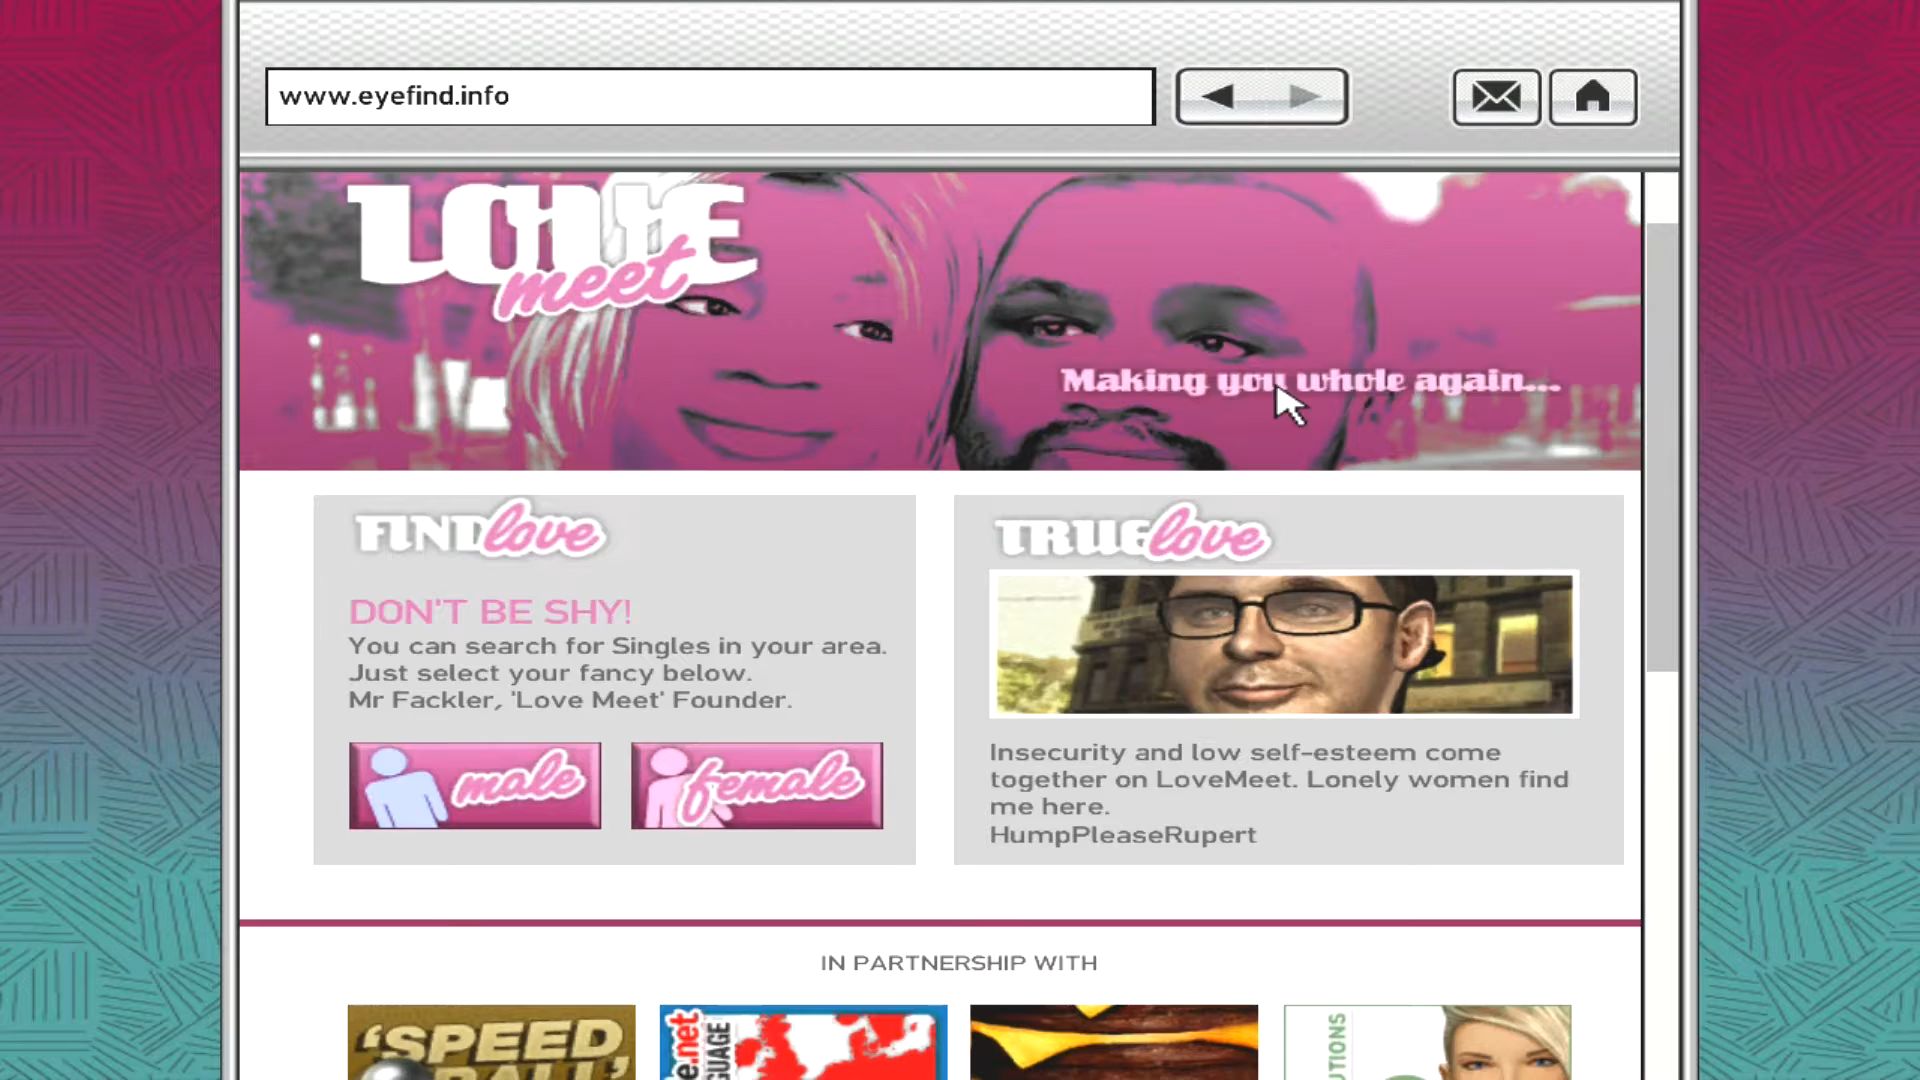 www.eyefind.info
LOVE
meet
Making you whole again...
FIND love
DON'T BE SHY!
You can search for Singles in your area.
Just select your fancy below.
Mr Fackler, 'Love Meet' Founder.
male
female
TRUE love
Insecurity and low self-esteem come
together on LoveMeet. Lonely women find
me here.
HumpPleaseRupert
IN PARTNERSHIP WITH
'SPEED